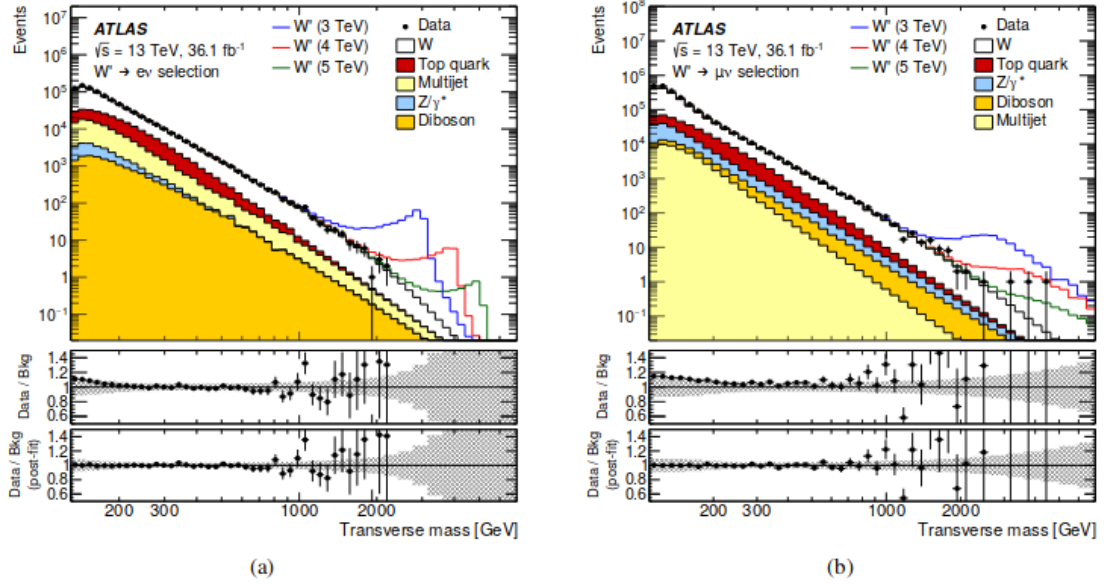 Events
10⁷
10⁶
10⁵
10⁴
10³
10²
10
1
10⁻¹
ATLAS
√s = 13 TeV, 36.1 fb⁻¹
W' → eν selection
W' (3 TeV)
W' (4 TeV)
W' (5 TeV)
Data
W
Top quark
Multijet
Z/γ*
Diboson
Data / Bkg
1.4
1.2
1
0.8
0.6
Data / Bkg
(post-fit)
1.4
1.2
1
0.8
0.6
200 300 1000 2000
Transverse mass [GeV]
(a)
Events
10⁸
10⁷
10⁶
10⁵
10⁴
10³
10²
10
1
10⁻¹
ATLAS
√s = 13 TeV, 36.1 fb⁻¹
W' → μν selection
W' (3 TeV)
W' (4 TeV)
W' (5 TeV)
Data
W
Top quark
Z/γ*
Diboson
Multijet
Data / Bkg
1.4
1.2
1
0.8
0.6
Data / Bkg
(post-fit)
1.4
1.2
1
0.8
0.6
200 300 1000 2000
Transverse mass [GeV]
(b)